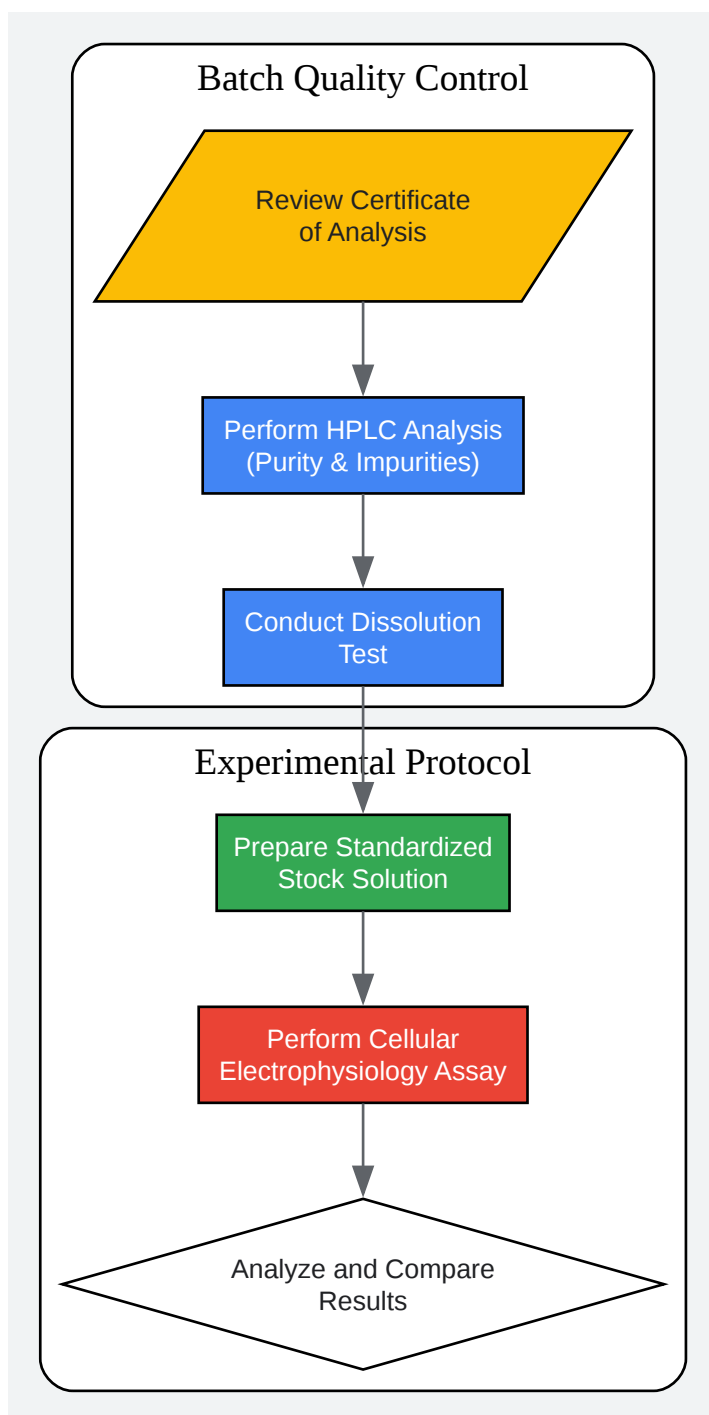 Batch Quality Control
Review Certificate
of Analysis
Perform HPLC Analysis
(Purity & Impurities)
Conduct Dissolution
Test
Experimental Protocol
Prepare Standardized
Stock Solution
Perform Cellular
Electrophysiology Assay
Analyze and Compare
Results